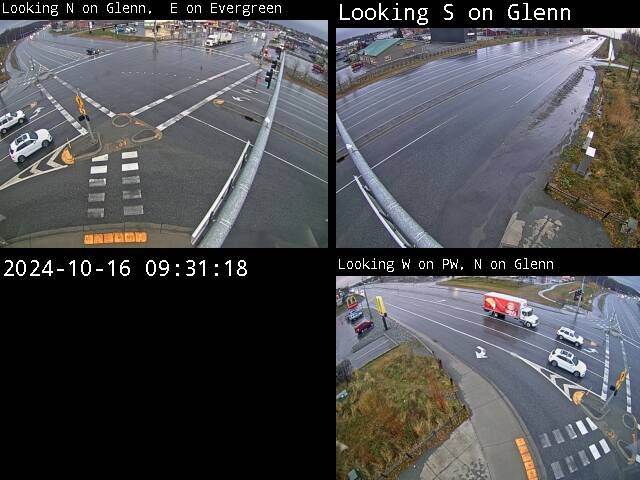 Looking N on Glenn,  E on Evergreen
Looking S on Glenn
2024-10-16 09:31:18
Looking W on PW, N on Glenn